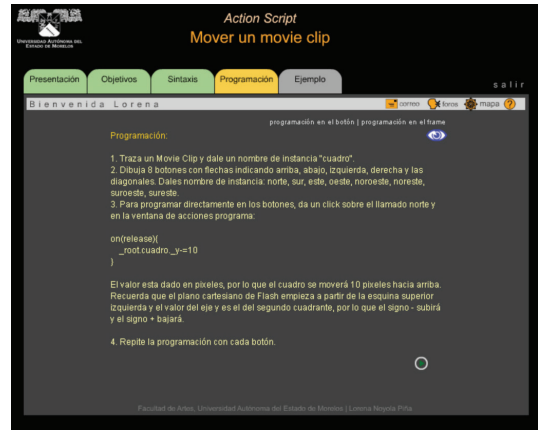 Action Script
Mover un movie clip
UNIVERSIDAD AUTÓNOMA DEL
ESTADO DE MORELOS
Presentación Objetivos Sintaxis Programación Ejemplo
salir
Bienvenida Lorena
correo foros mapa ?
programación en el botón | programación en el frame
Programación:
1. Traza un Movie Clip y dale un nombre de instancia "cuadro".
2. Dibuja 8 botones con flechas indicando arriba, abajo, izquierda, derecha y las
diagonales. Dales nombre de instancia: norte, sur, este, oeste, noroeste, noreste,
suroeste, sureste.
3. Para programar directamente en los botones, da un click sobre el llamado norte y
en la ventana de acciones programa:
on(release){
_root.cuadro._y-=10
}
El valor esta dado en pixeles, por lo que el cuadro se moverá 10 pixeles hacia arriba.
Recuerda que el plano cartesiano de Flash empieza a partir de la esquina superior
izquierda y el valor del eje y es el del segundo cuadrante, por lo que el signo - subirá
y el signo + bajará.
4. Repite la programación con cada botón.
Facultad de Artes, Universidad Autónoma del Estado de Morelos | Lorena Noyola Piña